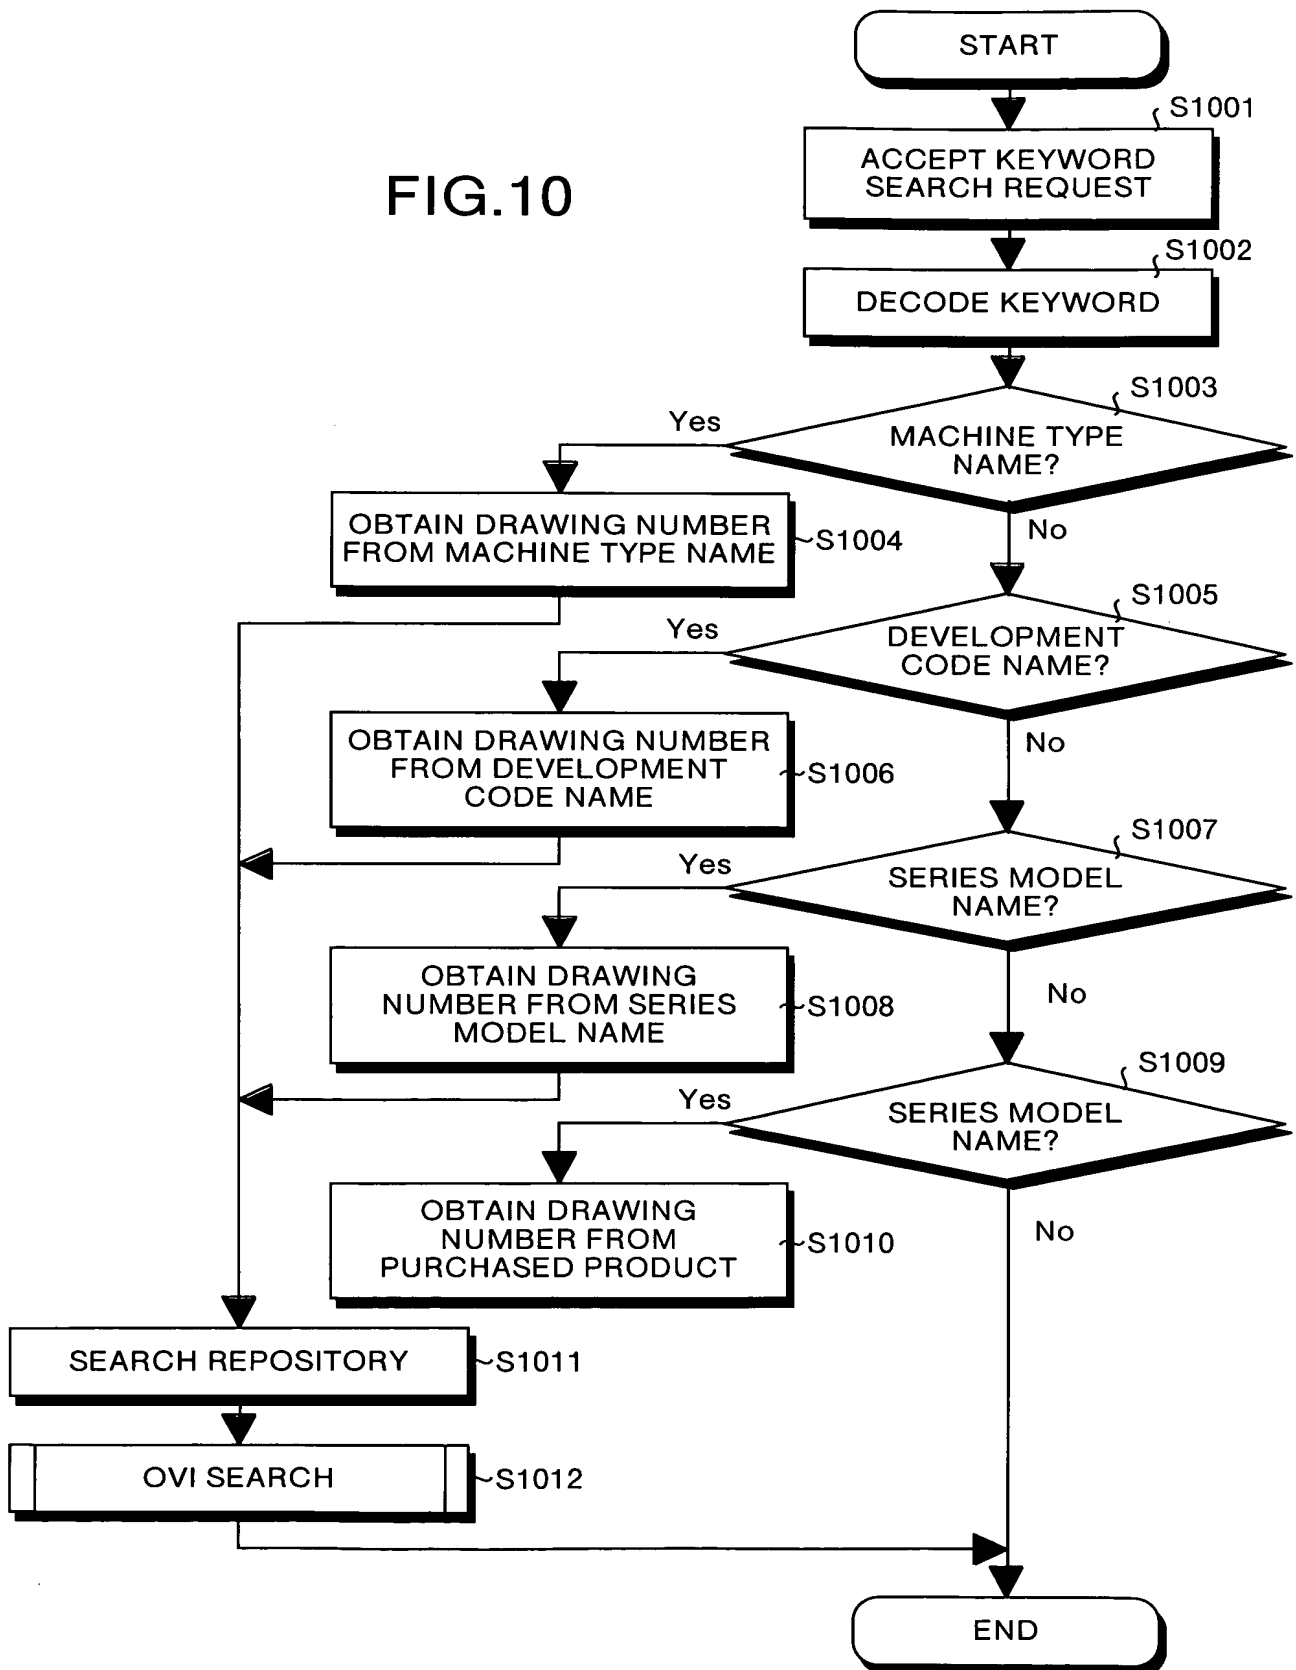 START
S1001
ACCEPT KEYWORD
SEARCH REQUEST
FIG.10
S1002
DECODE KEYWORD
S1003
Yes
MACHINE TYPE
NAME?
OBTAIN DRAWING NUMBER
FROM MACHINE TYPE NAME
S1004
No
S1005
Yes
DEVELOPMENT
CODE NAME?
OBTAIN DRAWING NUMBER
FROM DEVELOPMENT
CODE NAME
S1006
No
S1007
Yes
SERIES MODEL
NAME?
OBTAIN DRAWING
NUMBER FROM SERIES
MODEL NAME
S1008
No
S1009
Yes
SERIES MODEL
NAME?
OBTAIN DRAWING
NUMBER FROM
PURCHASED PRODUCT
S1010
No
SEARCH REPOSITORY
S1011
OVI SEARCH
S1012
END